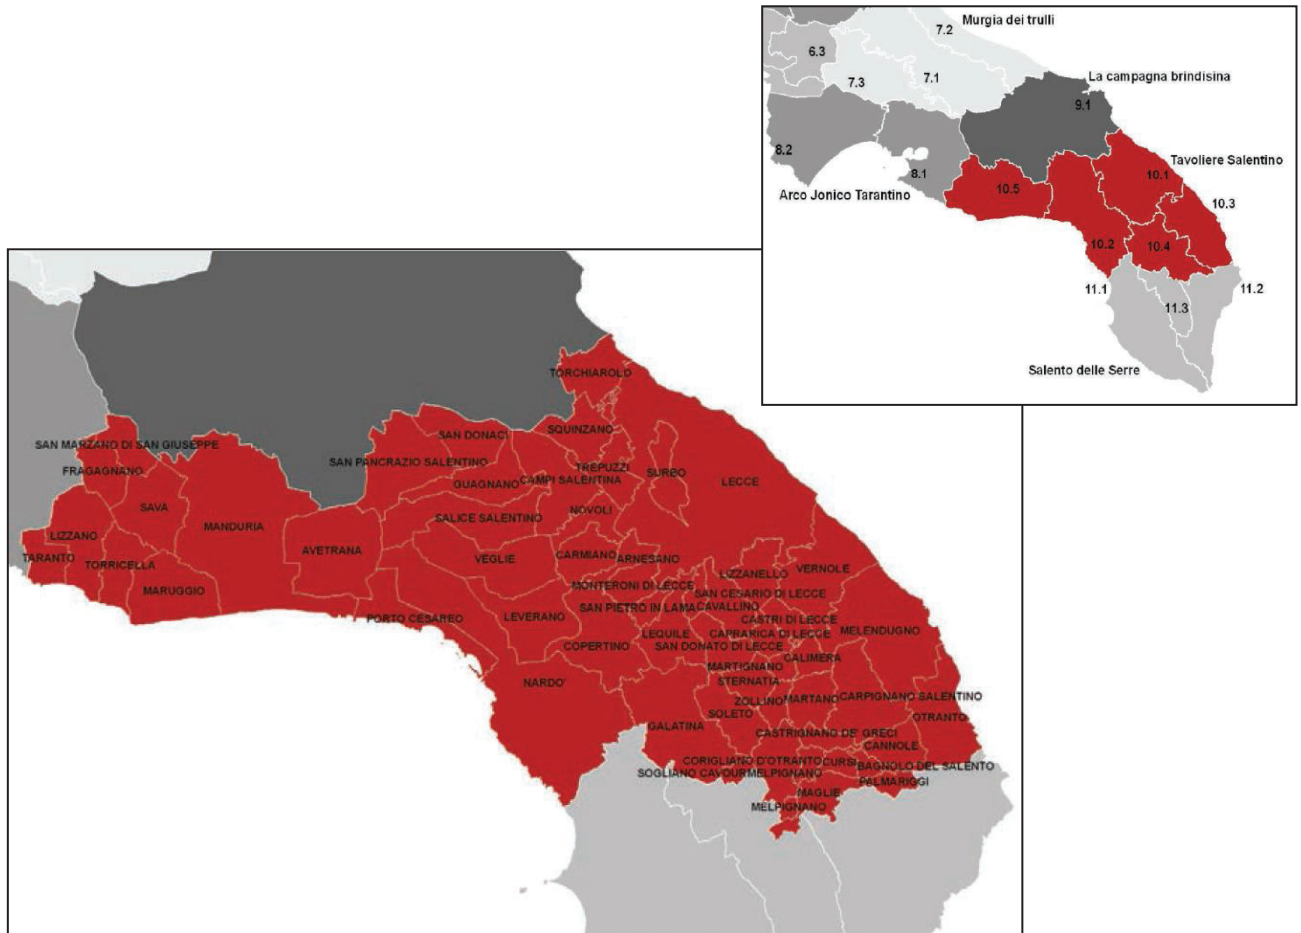 Murgia dei trulli
7.2
6.3
7.1
7.3
La campagna brindisina
9.1
8.2
8.1
Tavoliere Salentino
10.1
10.5
Arco Jonico Tarantino
10.3
10.2
10.4
11.1
11.2
11.3
Salento delle Serre
TORCHIAROLO
SQUINZANO
SAN DONACI
SAN MARZANO DI SAN GIUSEPPE
SAN PANCRAZIO SALENTINO
FRAGAGNANO
TREPUZZI
SURBO
CAMPI SALENTINA
GUAGNANO
LECCE
SAVA
NOVOLI
SALICE SALENTINO
MANDURIA
LIZZANO
AVETRANA
TARANTO
VEGLIE
CARMIANO
ARNESANO
TORRICELLA
VERNOLE
LIZZANELLO
MARUGGIO
MONTERONI DI LECCE
SAN CESARIO DI LECCE
SAN PIETRO IN LAMA
CAVALLINO
PORTO CESAREO
LEVERANO
CASTRI DI LECCE
LEQUILE
CAPRARICA DI LECCE
MELENDUGNO
COPERTINO
SAN DONATO DI LECCE
CALIMERA
MARTIGNANO
NARDO'
STERNATIA
ZOLLINO
MARTANO
CARPIGNANO SALENTINO
SOLETO
OTRANTO
GALATINA
CASTRIGNANO DE' GRECI
CANNOLE
CORIGLIANO D'OTRANTO
CURSI
BAGNOLO DEL SALENTO
SOGLIANO CAVOUR
MELPIGNANO
PALMARIGGI
MAGLIE
MELPIGNANO